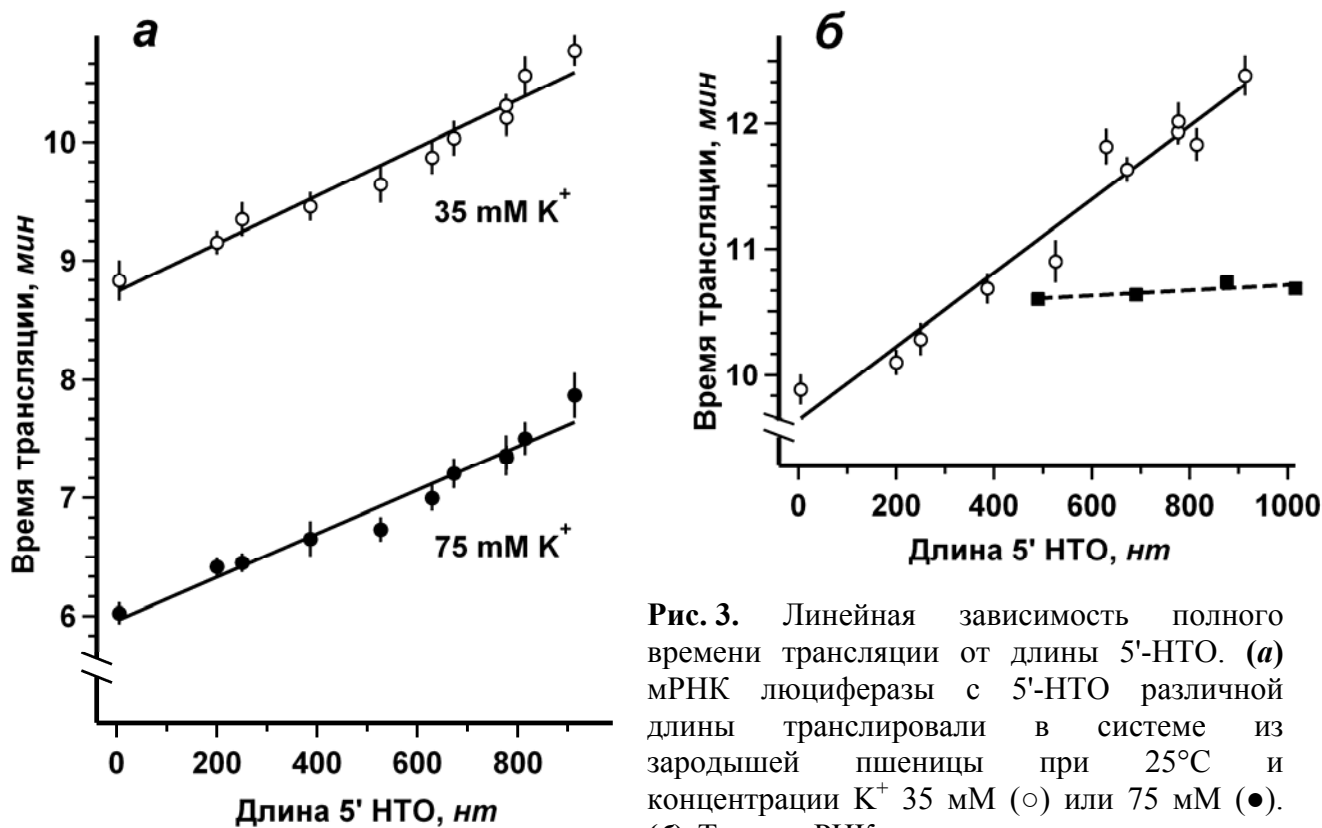 а
Время трансляции, мин
10
9
8
7
6
35 mM K⁺
75 mM K⁺
0 200 400 600 800
Длина 5' НТО, нт
б
Время трансляции, мин
12
11
10
0 200 400 600 800 1000
Длина 5' НТО, нт
Рис. 3. Линейная зависимость полного
времени трансляции от длины 5'-НТО. (а)
мРНК люциферазы с 5'-НТО различной
длины транслировали в системе из
зародышей пшеницы при 25°С и
концентрации K⁺ 35 мМ (○) или 75 мМ (●).